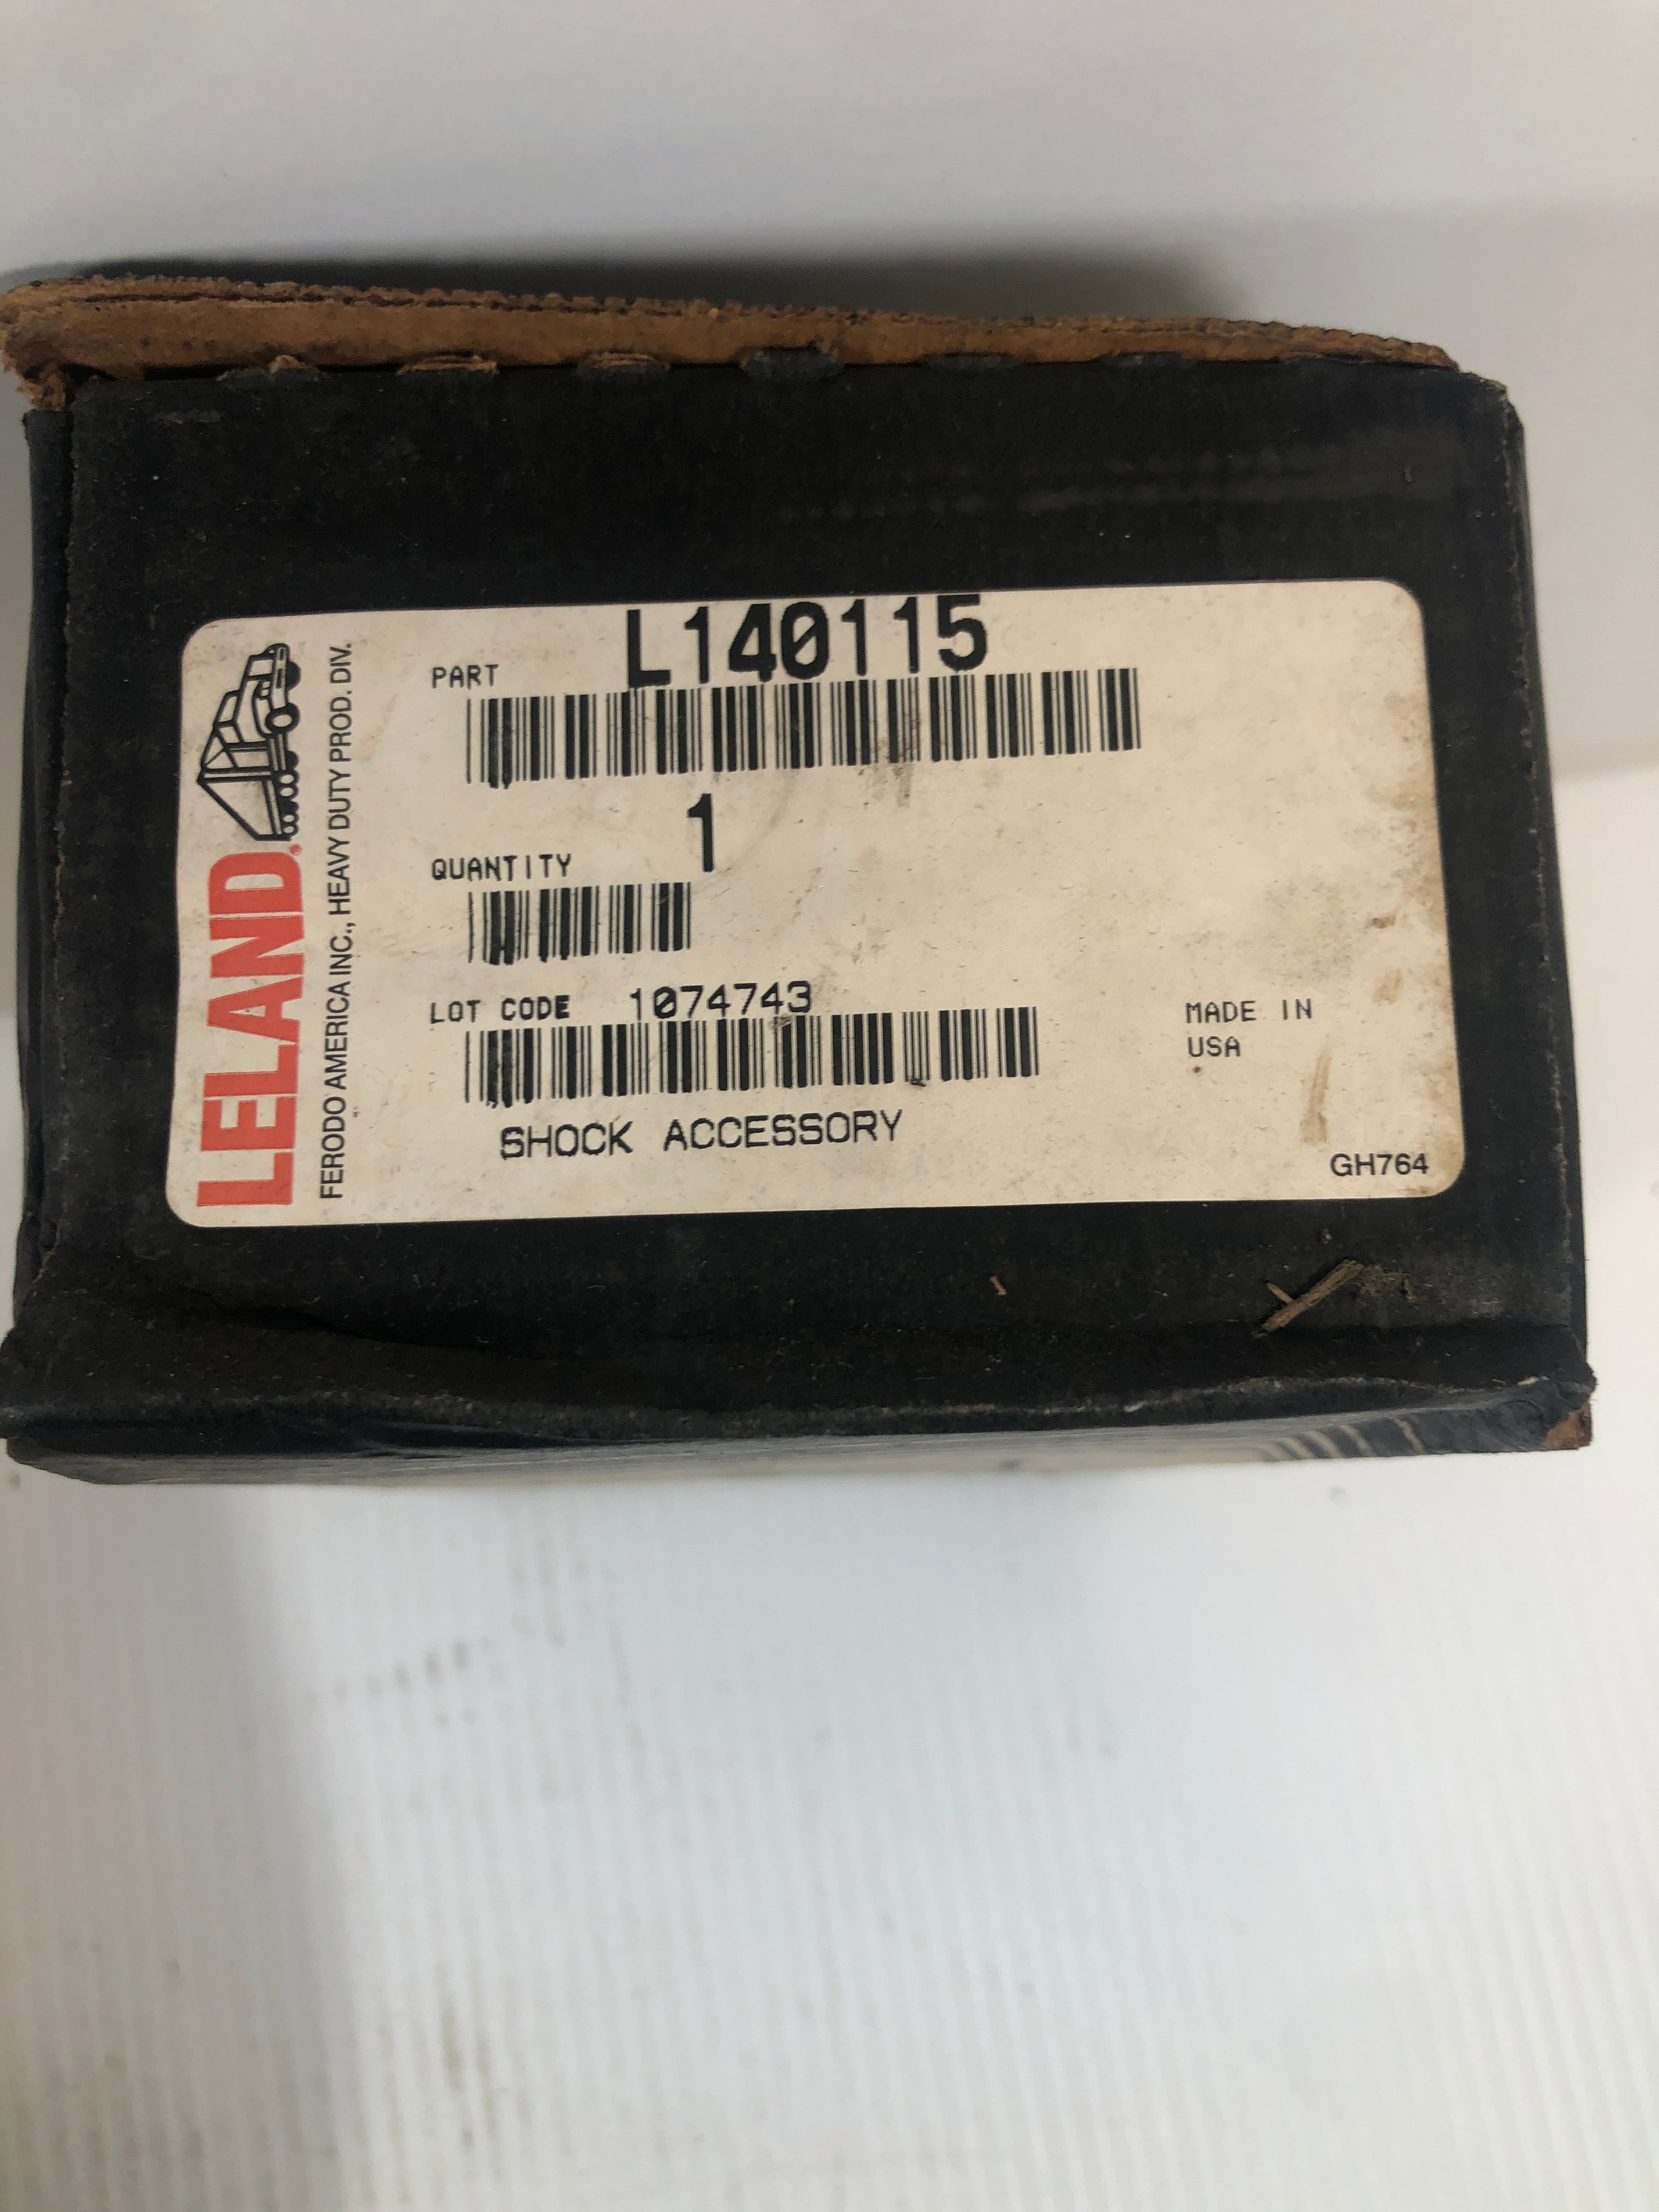 LELAND®
FERODO AMERICA INC., HEAVY DUTY PROD. DIV.
PART L140115
QUANTITY 1
LOT CODE 1074743
MADE IN
USA
SHOCK ACCESSORY
GH764